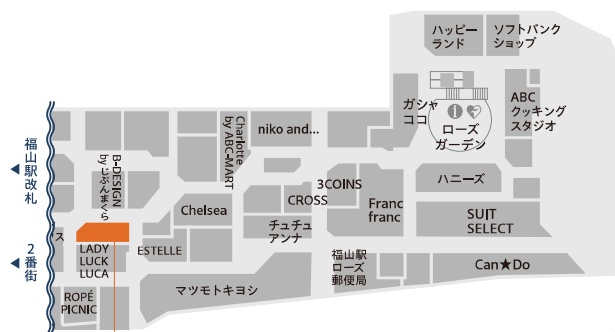 ハッピー
ランド
ソフトバンク
ショップ
ガシャ
ココ
ローズ
ガーデン
ABC
クッキング
スタジオ
niko and...
Charlotte
by ABC-MART
B-DESIGN
by じぶんまくら
福山駅改札
3COINS
CROSS
Franc
franc
ハニーズ
Chelsea
チュチュ
アンナ
SUIT
SELECT
ス
LADY
LUCK
LUCA
ESTELLE
2番街
福山駅
ローズ
郵便局
Can★Do
マツモトキヨシ
ROPÉ
PICNIC